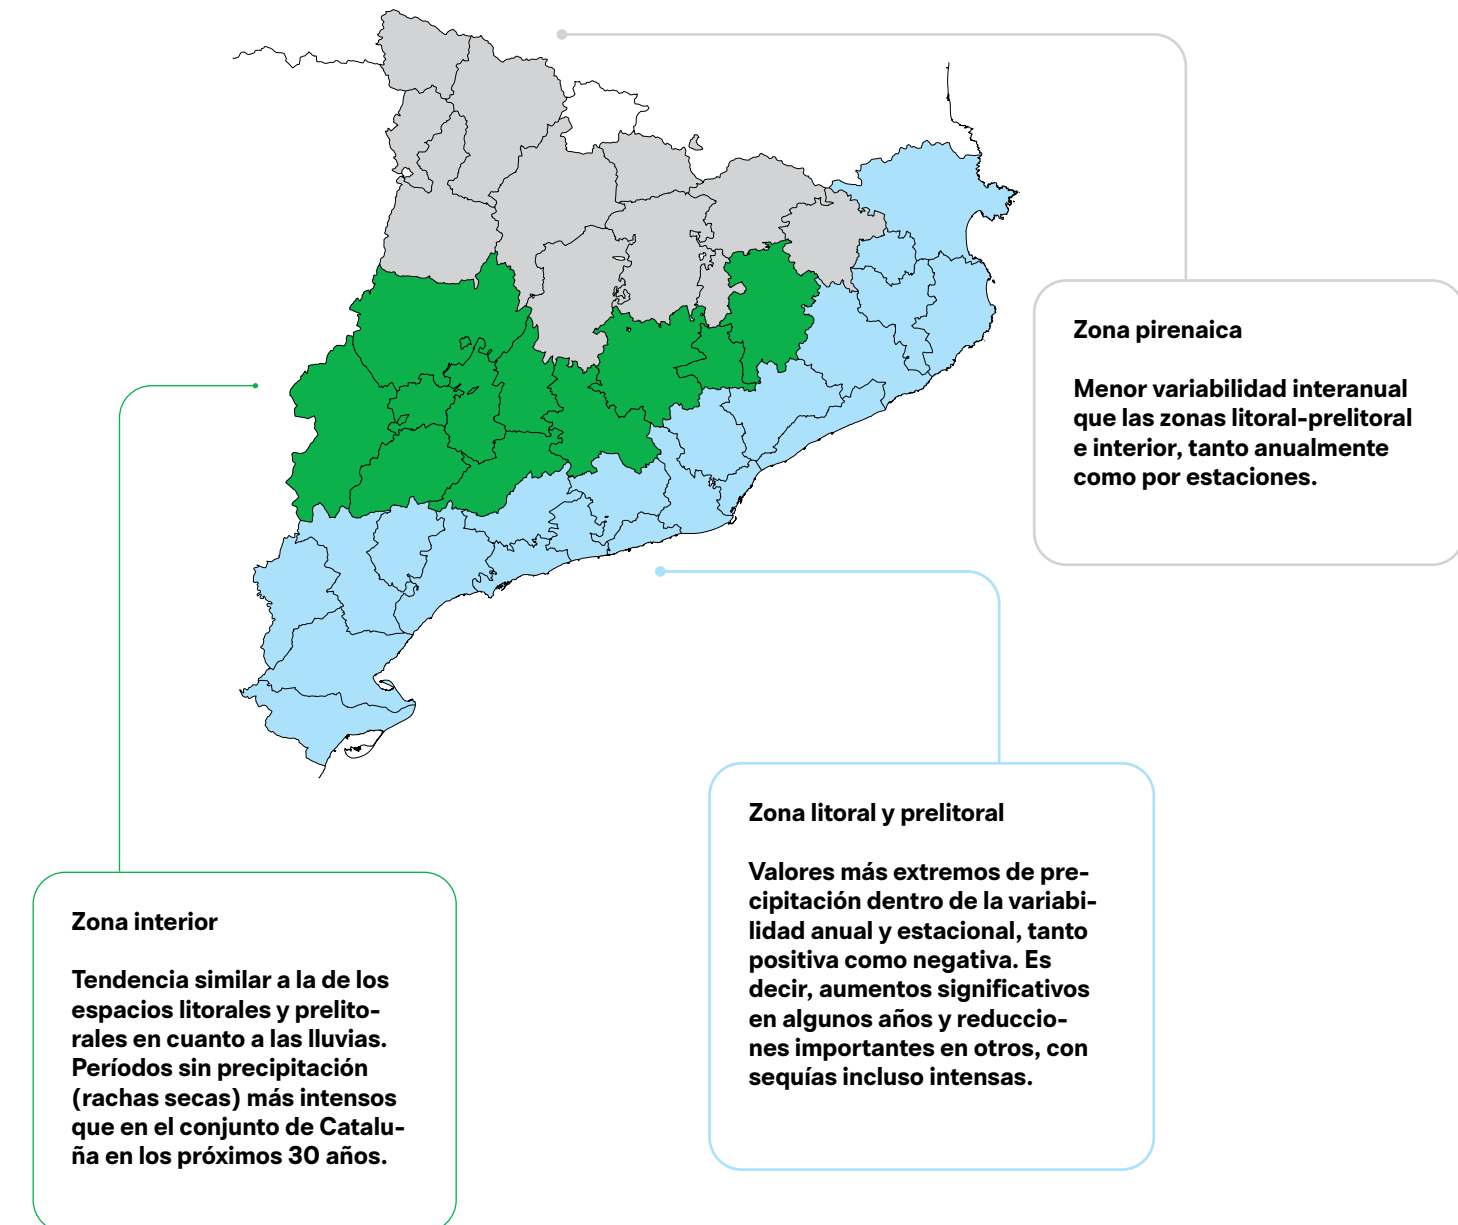 Zona pirenaica
Menor variabilidad interanual
que las zonas litoral-prelitoral
e interior, tanto anualmente
como por estaciones.
Zona litoral y prelitoral
Valores más extremos de pre-
cipitación dentro de la variabi-
lidad anual y estacional, tanto
positiva como negativa. Es
decir, aumentos significativos
en algunos años y reduccio-
nes importantes en otros, con
sequías incluso intensas.
Zona interior
Tendencia similar a la de los
espacios litorales y prelito-
rales en cuanto a las lluvias.
Períodos sin precipitación
(rachas secas) más intensos
que en el conjunto de Catalu-
ña en los próximos 30 años.